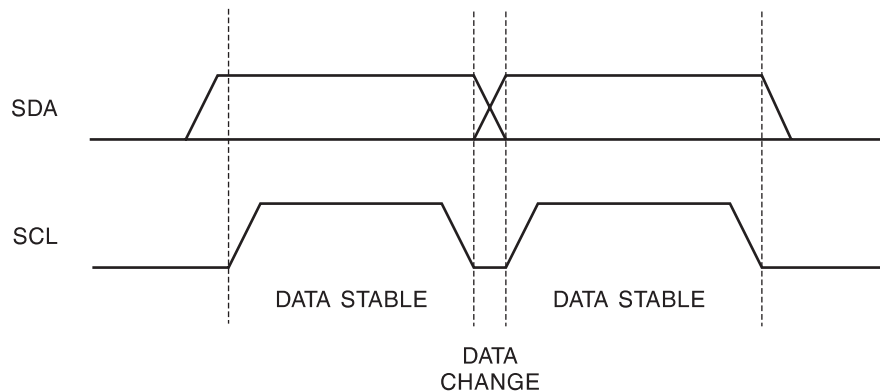 SDA
SCL
DATA STABLE
DATA STABLE
DATA
CHANGE